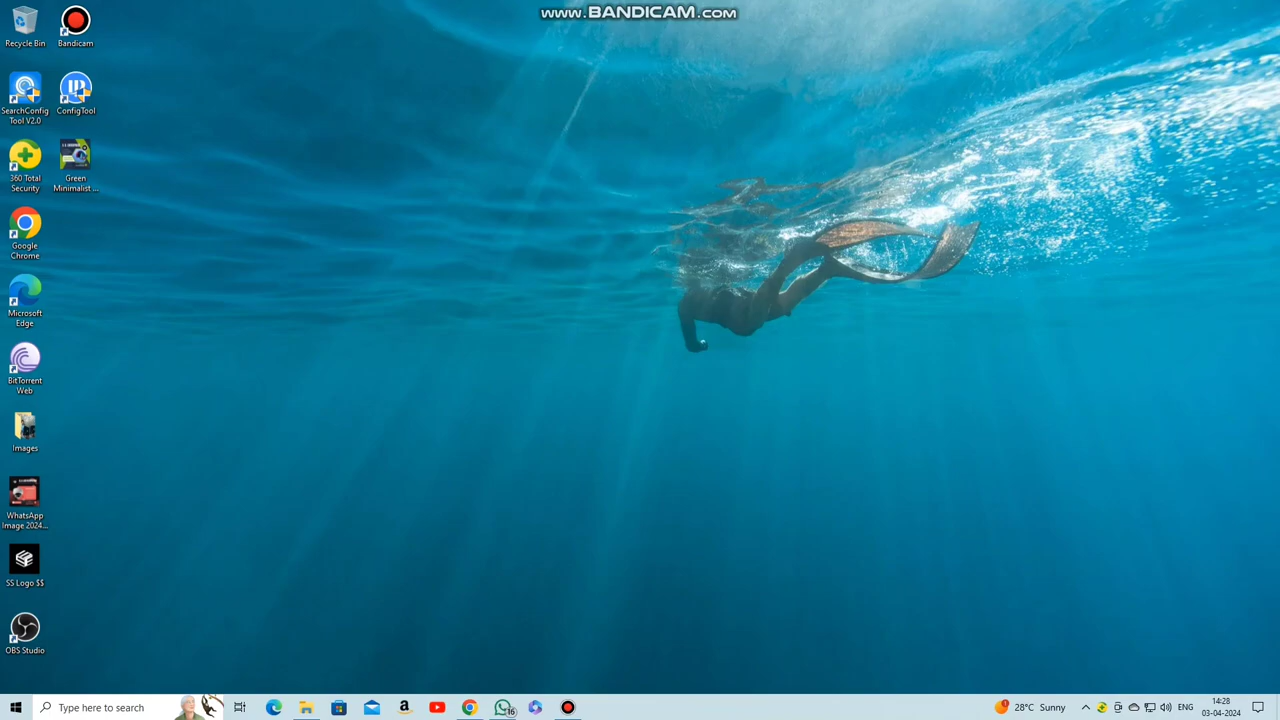 www.BANDICAM.com
Recycle Bin
Bandicam
SearchConfig
Tool V2.0
ConfigTool
360 Total
Security
Green
Minimalist ...
Google
Chrome
Microsoft
Edge
BitTorrent
Web
Images
WhatsApp
Image 2024...
SS Logo $$
OBS Studio
Type here to search
16
28°C Sunny
ENG
14:28
03-04-2024